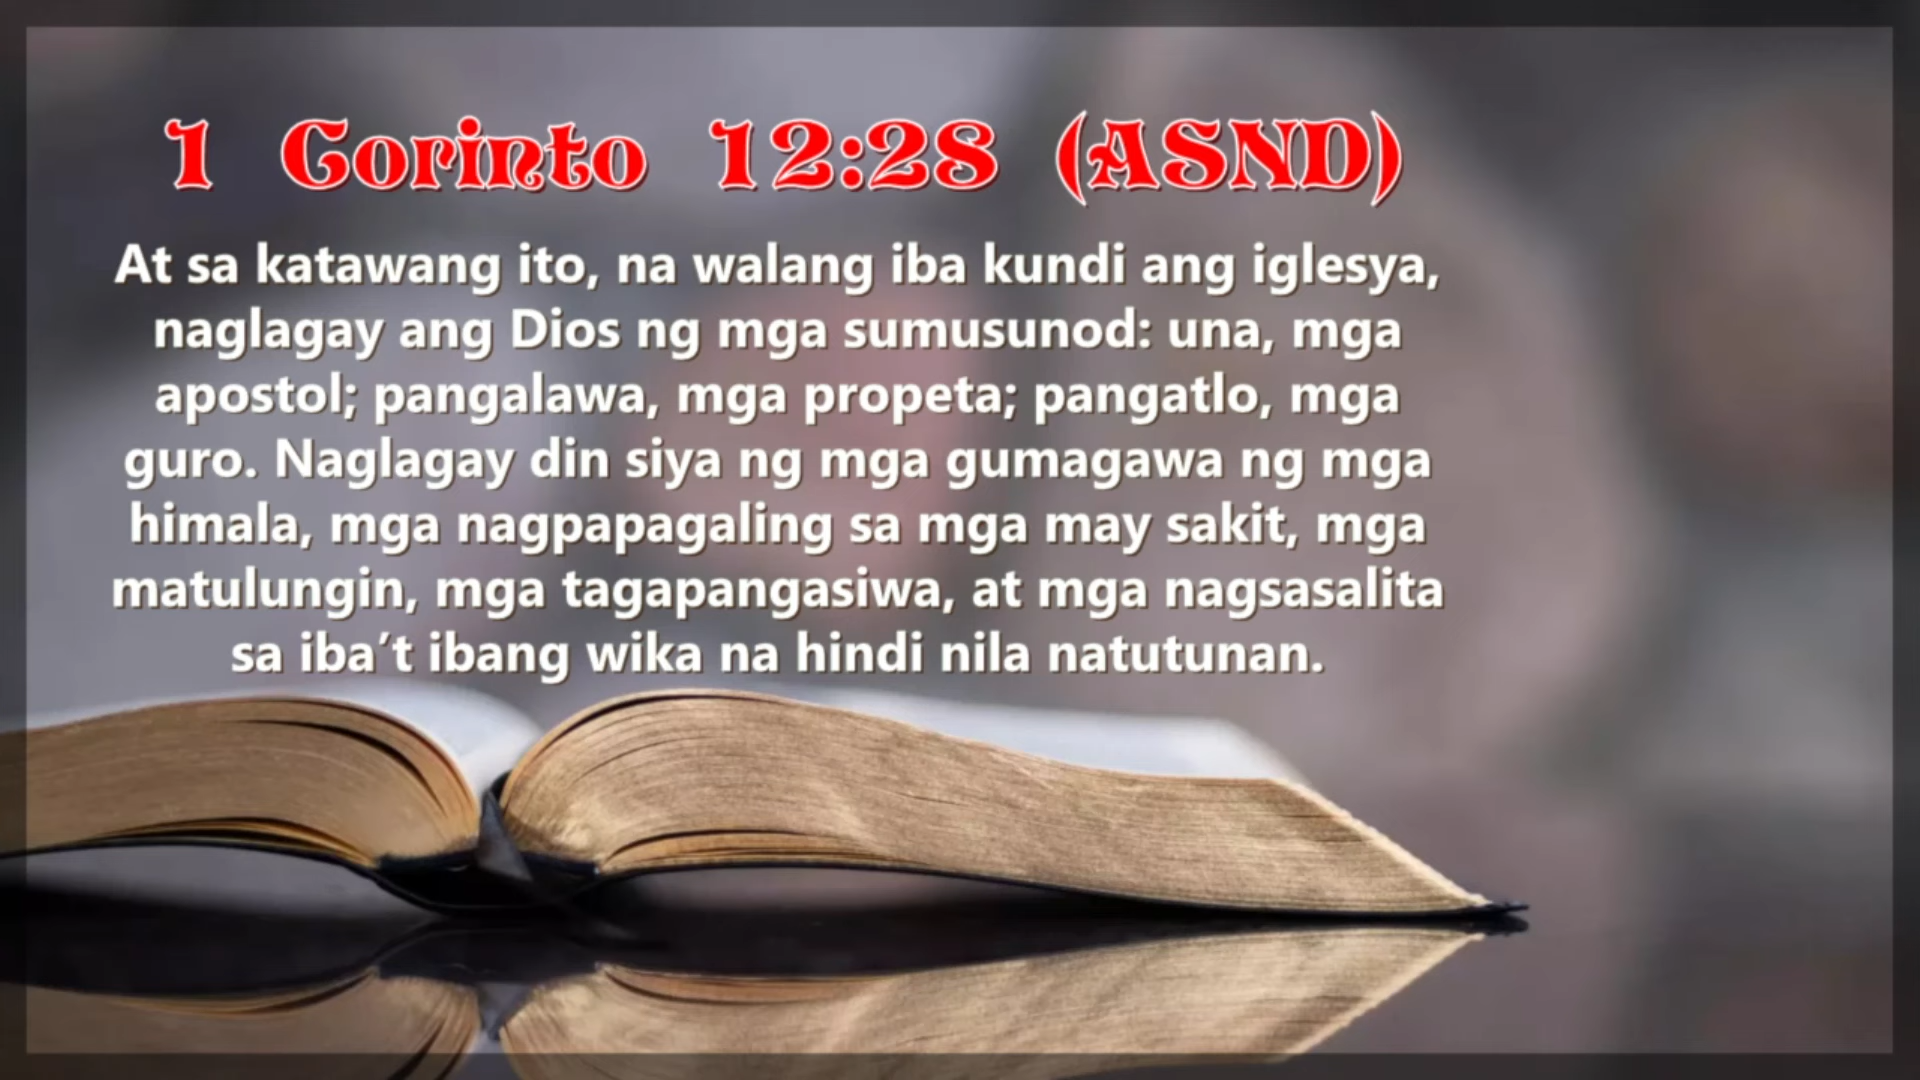 1 Corinto 12:28 (ASND)
At sa katawang ito, na walang iba kundi ang iglesya,
naglagay ang Dios ng mga sumusunod: una, mga
apostol; pangalawa, mga propeta; pangatlo, mga
guro. Naglagay din siya ng mga gumagawa ng mga
himala, mga nagpapagaling sa mga may sakit, mga
matulungin, mga tagapangasiwa, at mga nagsasalita
sa iba’t ibang wika na hindi nila natutunan.